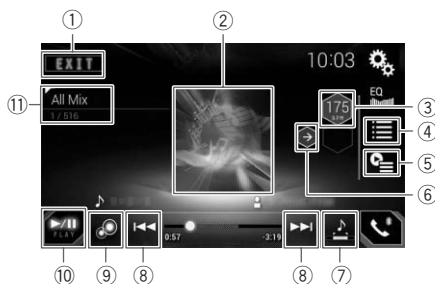 ① ②
EXIT
10:03
⑪
All Mix
1 / 516
EQ
175
BPM
③
④
⑤
⑥
0:57
-3:19
PLAY
⑩ ⑨ ⑧ ⑧ ⑦